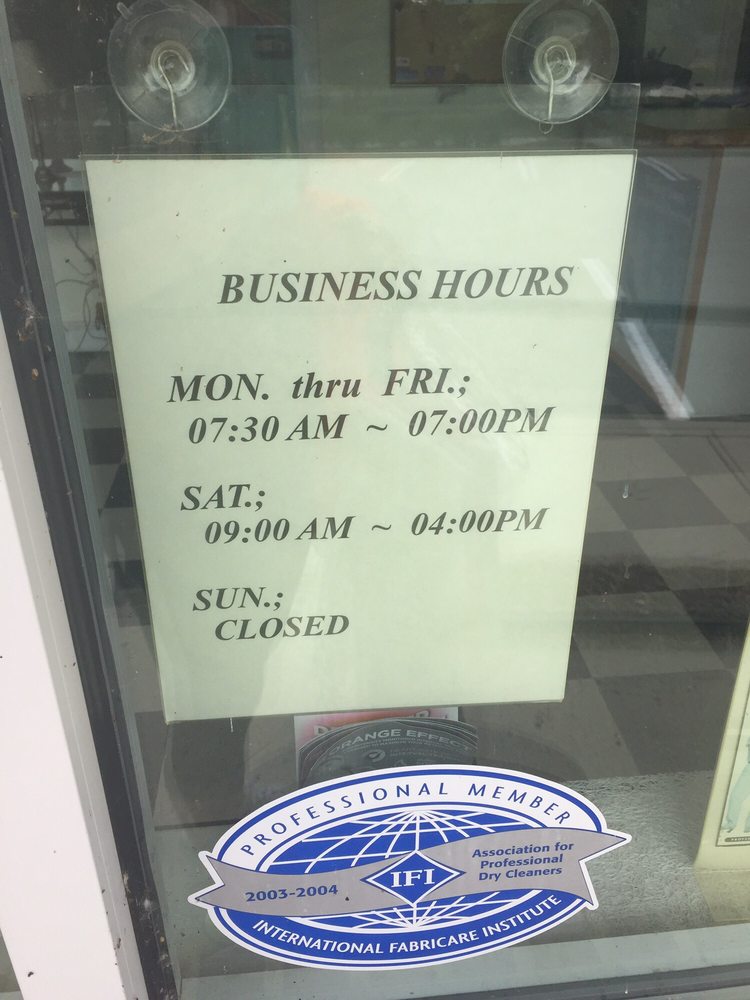 BUSINESS HOURS
MON. thru FRI.;
07:30 AM ~ 07:00PM
SAT.;
09:00 AM ~ 04:00PM
SUN.;
CLOSED
ORANGE EFFECT
PROFESSIONAL MEMBER
2003-2004
IFI
Association for
Professional
Dry Cleaners
INTERNATIONAL FABRICARE INSTITUTE